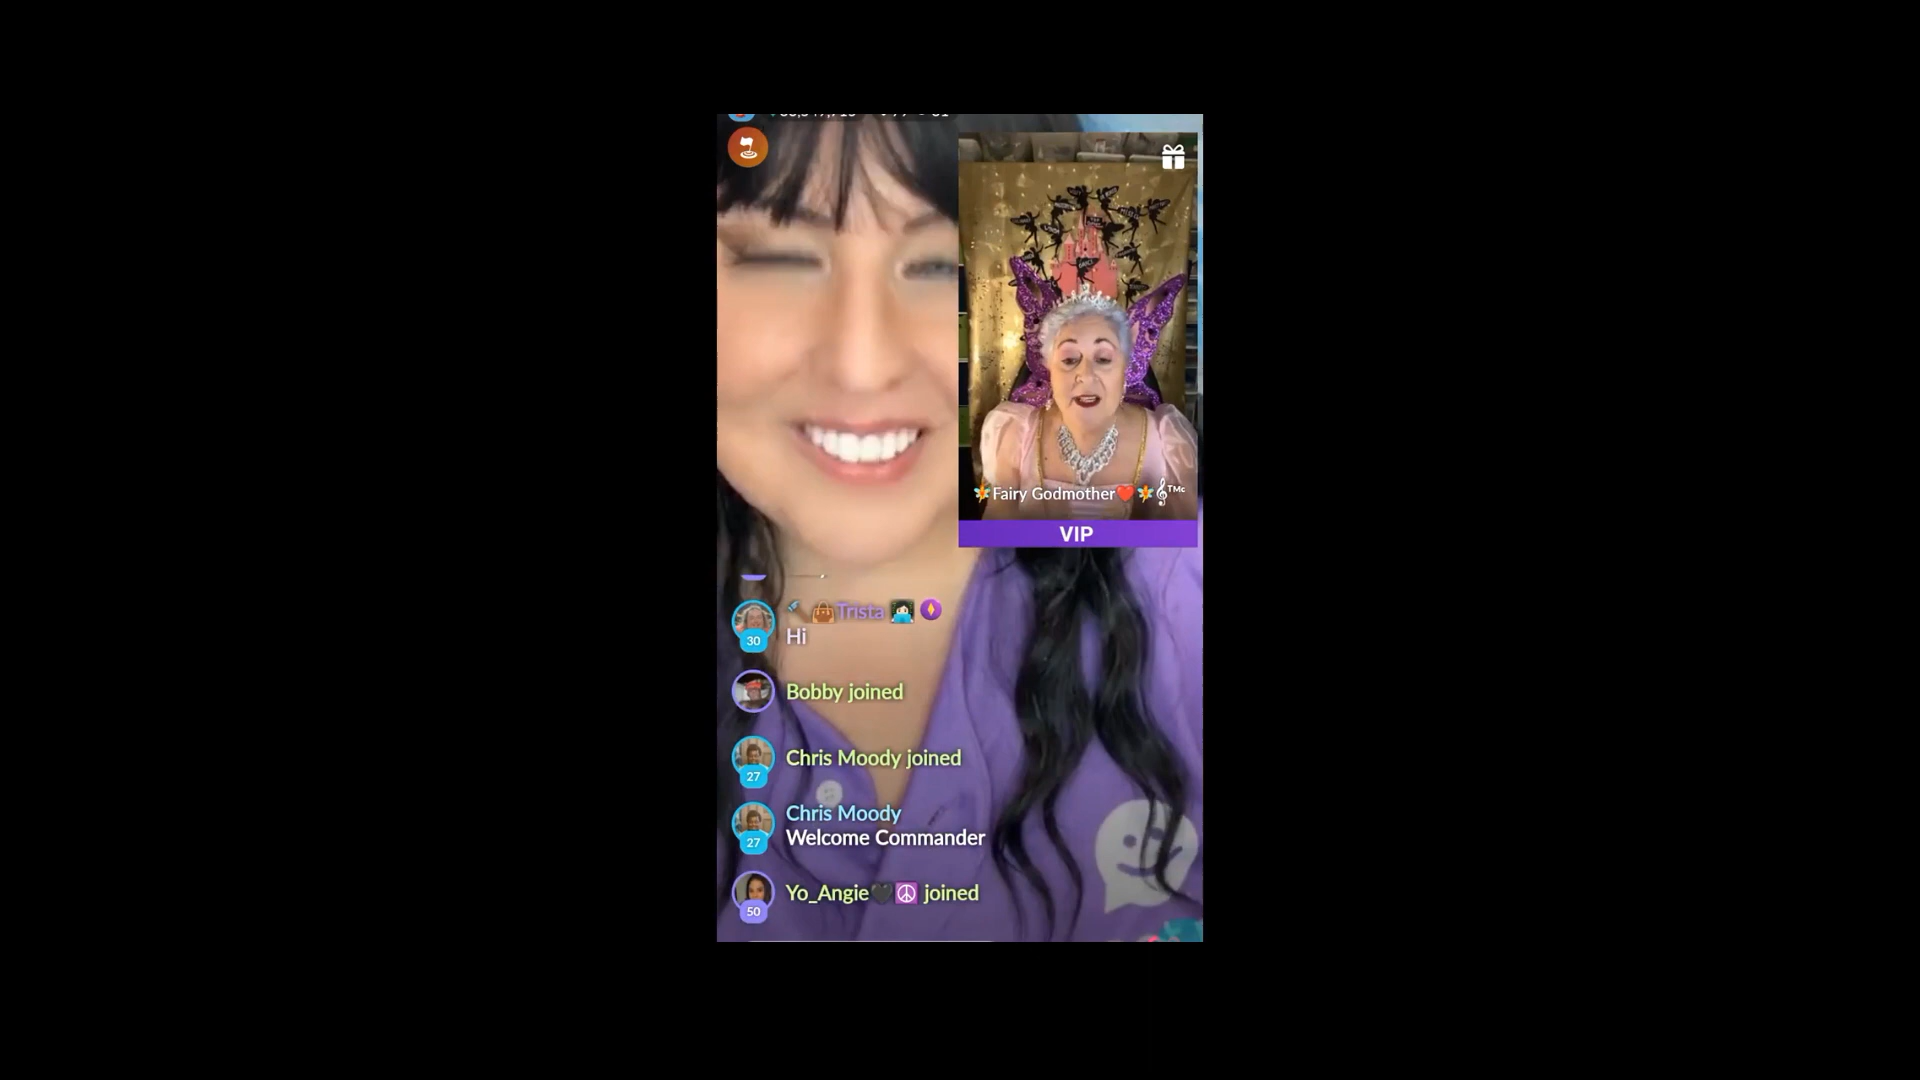 🧚Fairy Godmother❤️🧚🎼™ᶜ
VIP
Trista
30
Hi
Bobby joined
Chris Moody joined
27
Chris Moody
Welcome Commander
27
Yo_Angie🖤☮️ joined
50